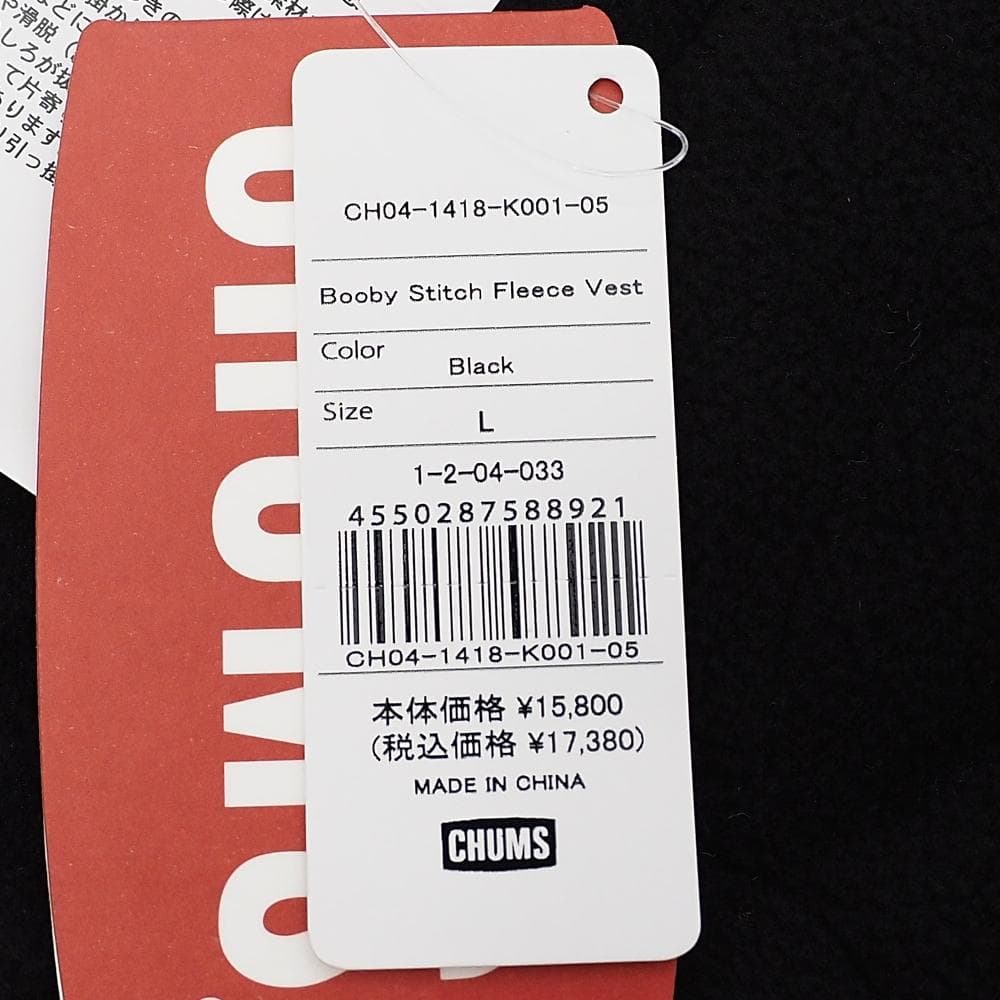 CH04-1418-K001-05
Booby Stitch Fleece Vest
Color Black
Size L
1-2-04-033
4550287588921
CH04-1418-K001-05
本体価格 ¥15,800
(税込価格 ¥17,380)
MADE IN CHINA
CHUMS